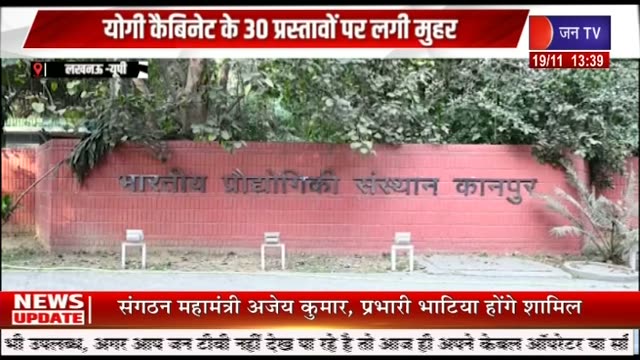 योगी कैबिनेट के 30 प्रस्तावों पर लगी मुहर
जन TV
लखनऊ -यूपी
19/11 13:39
भारतीय प्रौद्योगिकी संस्थान कानपुर
NEWS
UPDATE
संगठन महामंत्री अजेय कुमार, प्रभारी भाटिया होंगे शामिल
उपलब्ध, अगर आप जन टीवी नहीं देख पा रहे है तो आज ही अपने केबल ऑपरेटर